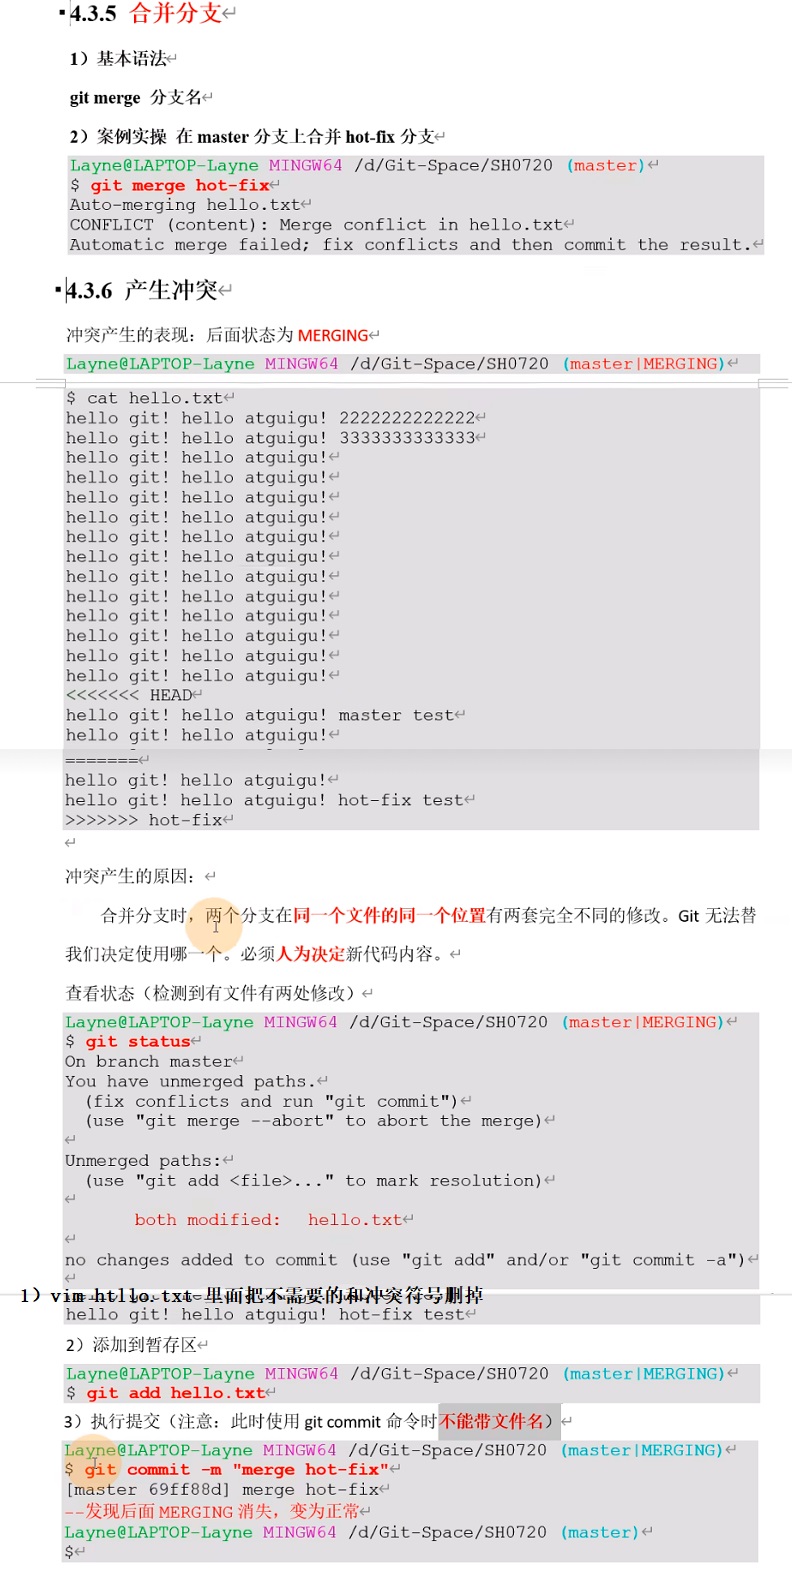 4.3.5 合并分支
1）基本语法
git merge 分支名
2）案例实操 在 master 分支上合并 hot-fix 分支
Layne@LAPTOP-Layne MINGW64 /d/Git-Space/SH0720 (master)
$ git merge hot-fix
Auto-merging hello.txt
CONFLICT (content): Merge conflict in hello.txt
Automatic merge failed; fix conflicts and then commit the result.
4.3.6 产生冲突
冲突产生的表现：后面状态为 MERGING
Layne@LAPTOP-Layne MINGW64 /d/Git-Space/SH0720 (master|MERGING)
$ cat hello.txt
hello git! hello atguigu! 2222222222222
hello git! hello atguigu! 3333333333333
hello git! hello atguigu!
hello git! hello atguigu!
hello git! hello atguigu!
hello git! hello atguigu!
hello git! hello atguigu!
hello git! hello atguigu!
hello git! hello atguigu!
hello git! hello atguigu!
hello git! hello atguigu!
hello git! hello atguigu!
hello git! hello atguigu!
hello git! hello atguigu!
<<<<<<< HEAD
hello git! hello atguigu! master test
hello git! hello atguigu!
=======
hello git! hello atguigu!
hello git! hello atguigu! hot-fix test
>>>>>>> hot-fix
冲突产生的原因：
合并分支时，两个分支在同一个文件的同一个位置有两套完全不同的修改。Git 无法替
我们决定使用哪一个。必须人为决定新代码内容。
查看状态（检测到有文件有两处修改）
Layne@LAPTOP-Layne MINGW64 /d/Git-Space/SH0720 (master|MERGING)
$ git status
On branch master
You have unmerged paths.
(fix conflicts and run "git commit")
(use "git merge --abort" to abort the merge)
Unmerged paths:
(use "git add <file>..." to mark resolution)
both modified: hello.txt
no changes added to commit (use "git add" and/or "git commit -a")
1）vim htllo.txt 里面把不需要的和冲突符号删掉
hello git! hello atguigu! hot-fix test
2）添加到暂存区
Layne@LAPTOP-Layne MINGW64 /d/Git-Space/SH0720 (master|MERGING)
$ git add hello.txt
3）执行提交（注意：此时使用 git commit 命令时不能带文件名）
Layne@LAPTOP-Layne MINGW64 /d/Git-Space/SH0720 (master|MERGING)
$ git commit -m "merge hot-fix"
[master 69ff88d] merge hot-fix
--发现后面 MERGING 消失，变为正常
Layne@LAPTOP-Layne MINGW64 /d/Git-Space/SH0720 (master)
$